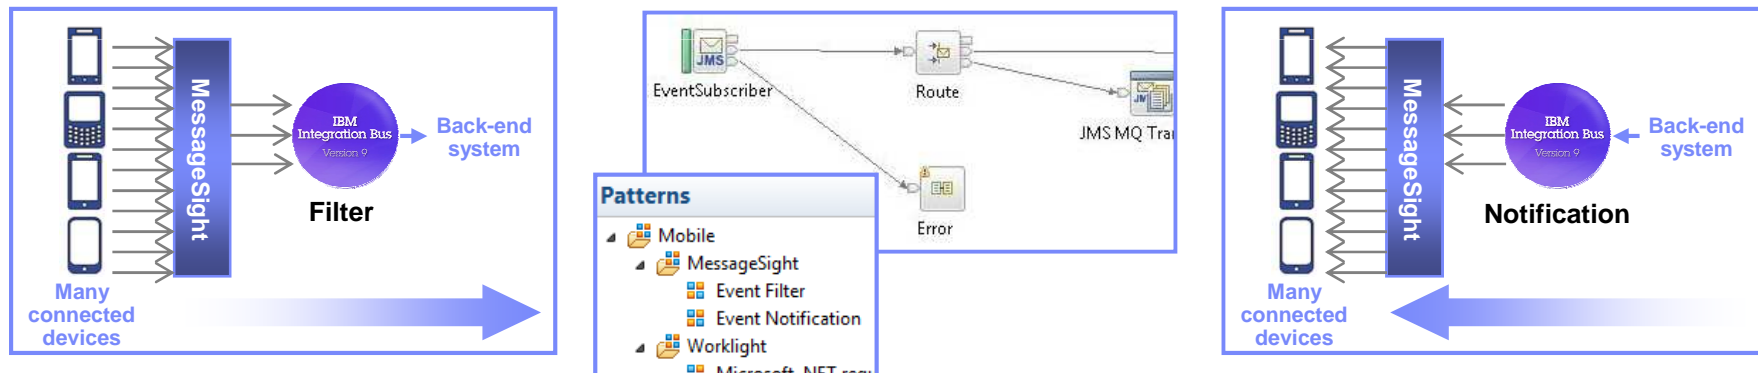 MessageSight
IBM
Integration Bus
Version 9
Back-end
system
Filter
Many
connected
devices
JMS
EventSubscriber
Route
JMS MQ Tra
Error
Patterns
Mobile
MessageSight
Event Filter
Event Notification
Worklight
Microsoft .NET
MessageSight
IBM
Integration Bus
Version 9
Back-end
system
Notification
Many
connected
devices